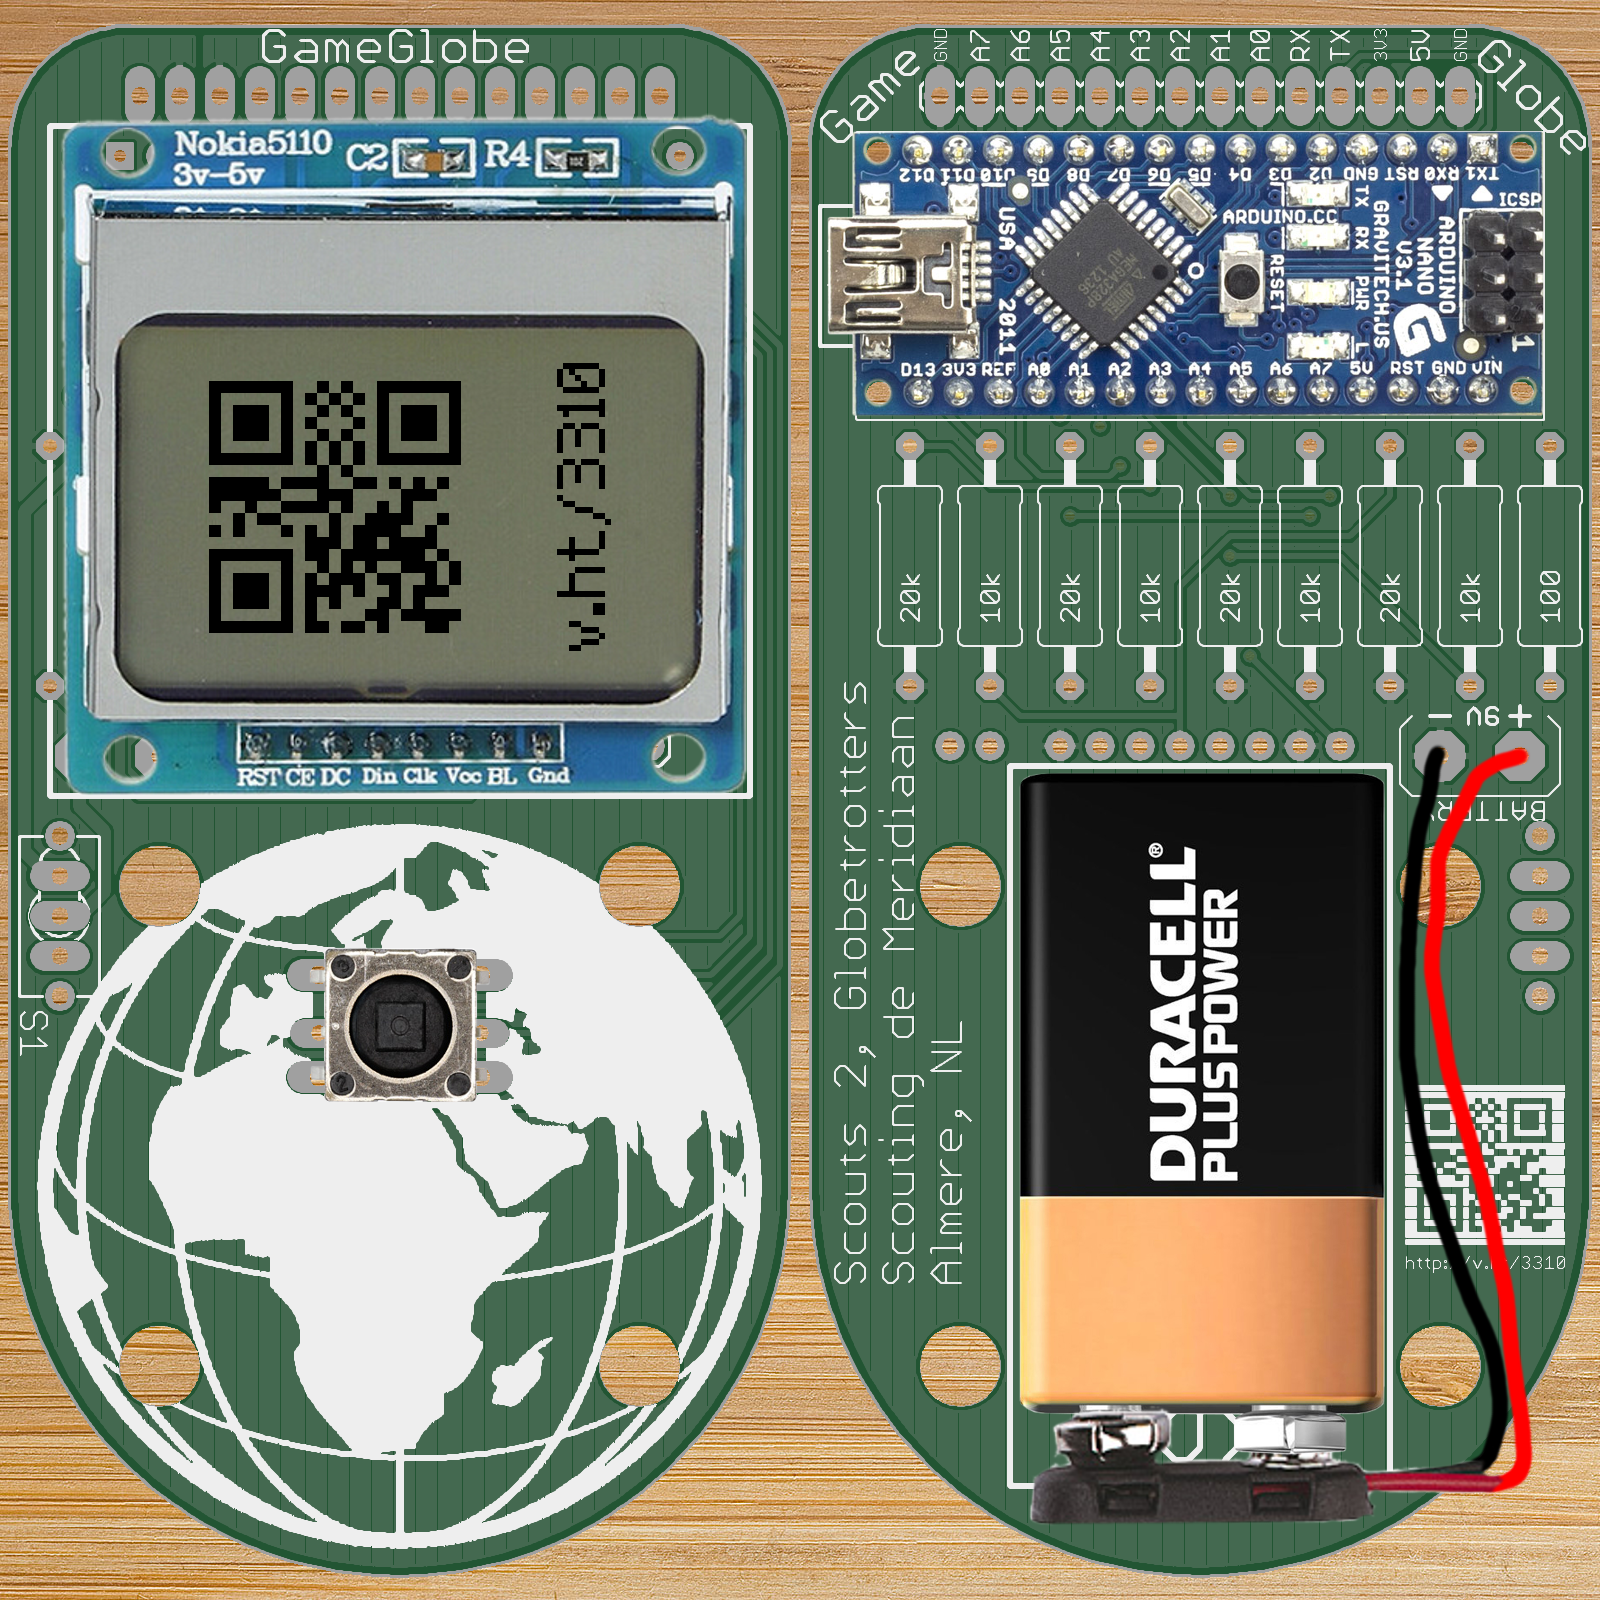 GameGlobe
Nokia5110
3v-5v
C2
R4
v.ht/3310
RST CE DC Din Clk Vcc BL Gnd
S1
Game
Globe
GND A7 A6 A5 A4 A3 A2 A1 A0 RX TX 3V3 5V GND
D12 D11 D10 D9 D8 D7 D6 D5 D4 D3 D2 GND RST RX0 TX1
USA 2011
MEGA328P
AU 1236
ARDUINO.CC
RESET
TX
RX
PWR
L
GRAVITECH.US
ARDUINO
NANO
V3.1
ICSP
1
D13 3V3 REF A0 A1 A2 A3 A4 A5 A6 A7 5V RST GND VIN
20k
10k
20k
10k
20k
10k
20k
10k
100
- 9V +
Scouts 2, Globetrotters
Scouting de Meridiaan
Almere, NL
DURACELL®
PLUS POWER